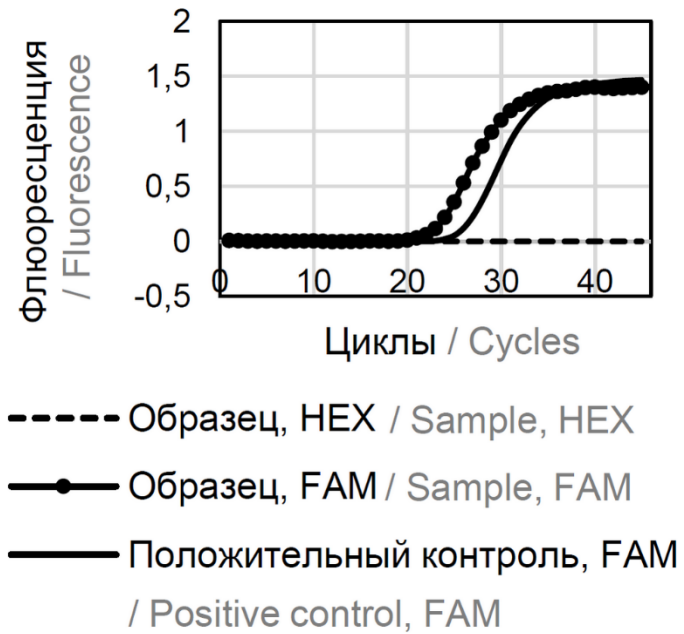 Флюоресценция
/ Fluorescence
2
1,5
1
0,5
0
-0,5
0 10 20 30 40
Циклы / Cycles
Образец, HEX / Sample, HEX
Образец, FAM / Sample, FAM
Положительный контроль, FAM
/ Positive control, FAM